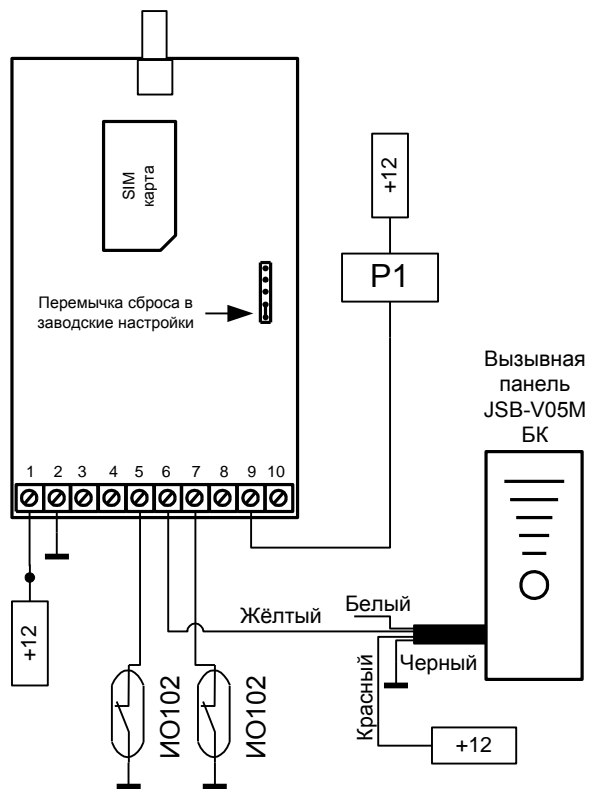 SIM
карта
+12
P1
Перемычка сброса в
заводские настройки
Вызывная
панель
JSB-V05M
БК
1 2 3 4 5 6 7 8 9 10
+12
Жёлтый
Белый
Черный
Красный
+12
ИО102
ИО102